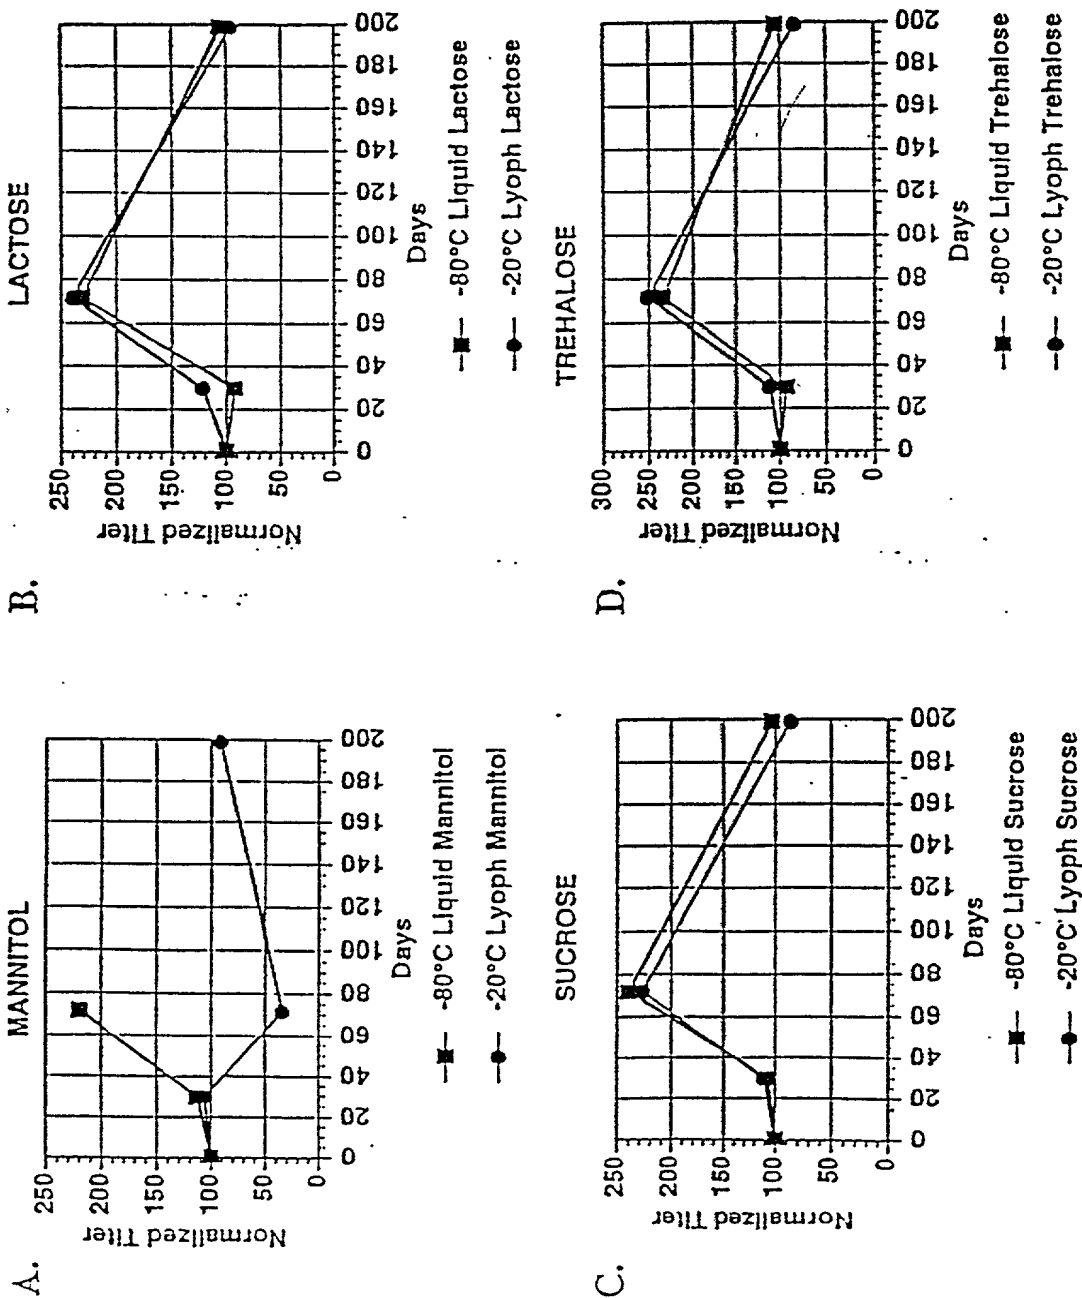 A.
MANNITOL
Normalized Titer
250
200
150
100
50
0
0 20 40 60 80 100 120 140 160 180 200
Days
-80°C Liquid Mannitol
-20°C Lyoph Mannitol
B.
LACTOSE
Normalized Titer
250
200
150
100
50
0
0 20 40 60 80 100 120 140 160 180 200
Days
-80°C Liquid Lactose
-20°C Lyoph Lactose
C.
SUCROSE
Normalized Titer
250
200
150
100
50
0
0 20 40 60 80 100 120 140 160 180 200
Days
-80°C Liquid Sucrose
-20°C Lyoph Sucrose
D.
TREHALOSE
Normalized Titer
300
250
200
150
100
50
0
0 20 40 60 80 100 120 140 160 180 200
Days
-80°C Liquid Trehalose
-20°C Lyoph Trehalose